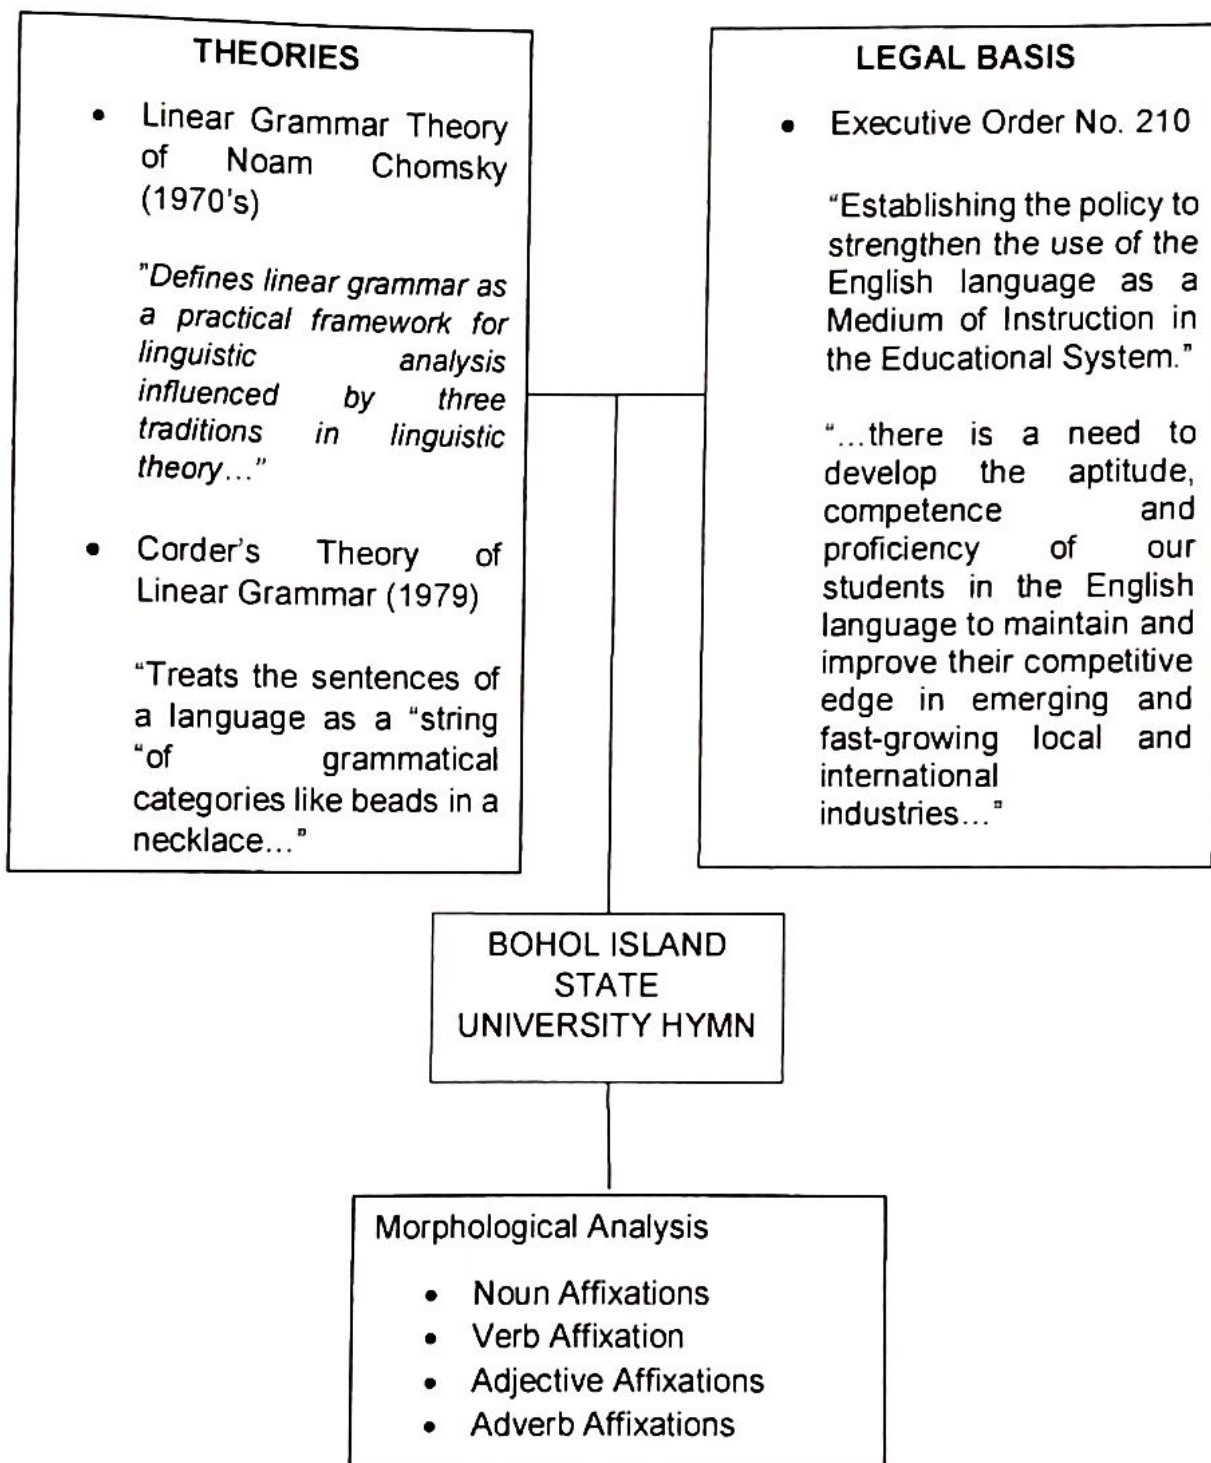 THEORIES
• Linear Grammar Theory
of Noam Chomsky
(1970's)
"Defines linear grammar as
a practical framework for
linguistic analysis
influenced by three
traditions in linguistic
theory..."
• Corder's Theory of
Linear Grammar (1979)
"Treats the sentences of
a language as a "string
"of grammatical
categories like beads in a
necklace..."
LEGAL BASIS
• Executive Order No. 210
"Establishing the policy to
strengthen the use of the
English language as a
Medium of Instruction in
the Educational System."
"...there is a need to
develop the aptitude,
competence and
proficiency of our
students in the English
language to maintain and
improve their competitive
edge in emerging and
fast-growing local and
international
industries..."
BOHOL ISLAND
STATE
UNIVERSITY HYMN
Morphological Analysis
• Noun Affixations
• Verb Affixation
• Adjective Affixations
• Adverb Affixations